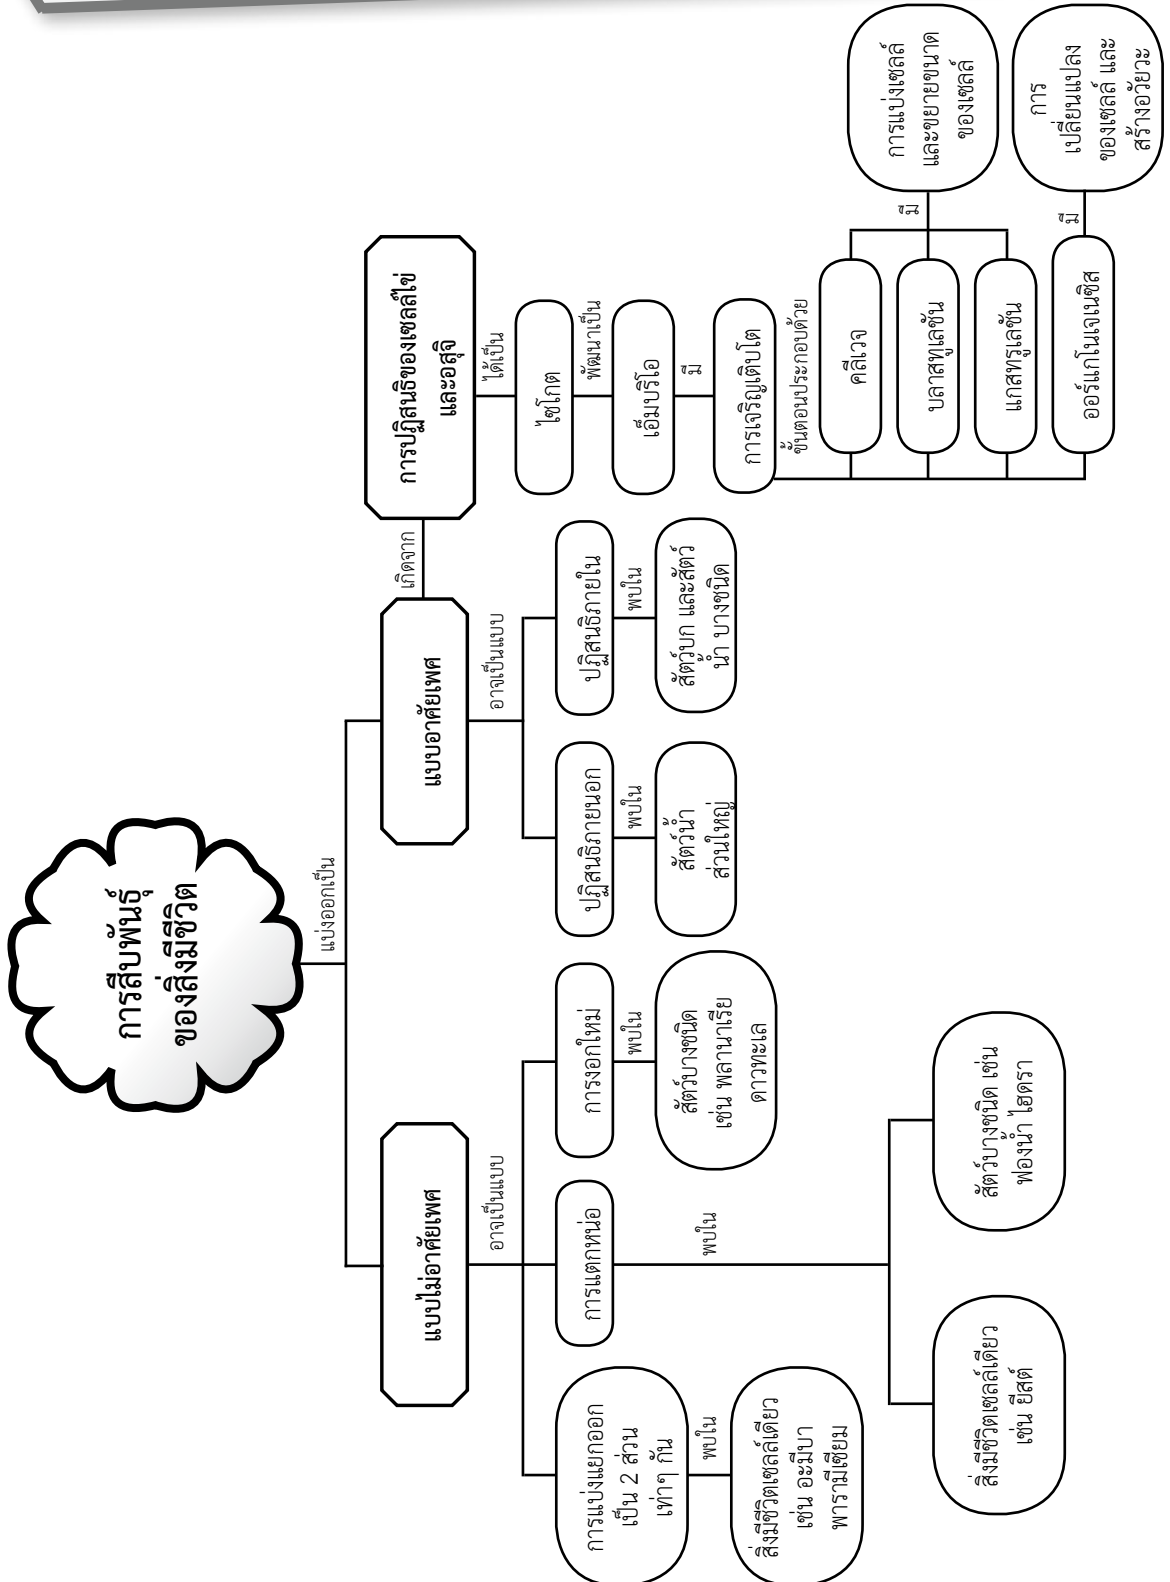 การสืบพันธุ์
ของสิ่งมีชีวิต
แบ่งออกเป็น
แบบไม่อาศัยเพศ
อาจเป็นแบบ
การแบ่งแยกออก
เป็น 2 ส่วน
เท่าๆ กัน
พบใน
สิ่งมีชีวิตเซลล์เดียว
เช่น อะมีบา
พารามีเซียม
การแตกหน่อ
พบใน
สิ่งมีชีวิตเซลล์เดียว
เช่น ยีสต์
สัตว์บางชนิด เช่น
ฟองน้ำ ไฮดรา
การงอกใหม่
พบใน
สัตว์บางชนิด
เช่น พลานาเรีย
ดาวทะเล
แบบอาศัยเพศ
อาจเป็นแบบ
ปฏิสนธิภายนอก
พบใน
สัตว์น้ำ
ส่วนใหญ่
ปฏิสนธิภายใน
พบใน
สัตว์บก และสัตว์
น้ำ บางชนิด
เกิดจาก
การปฏิสนธิของเซลล์ไข่
และอสุจิ
ได้เป็น
ไซโกต
พัฒนาเป็น
เอ็มบริโอ
มี
การเจริญเติบโต
ขั้นตอนประกอบด้วย
คลีเวจ
บลาสทูเลชัน
แกสทรูเลชัน
มี
การแบ่งเซลล์
และขยายขนาด
ของเซลล์
ออร์แกโนเจเนซิส
มี
การ
เปลี่ยนแปลง
ของเซลล์ และ
สร้างอวัยวะ